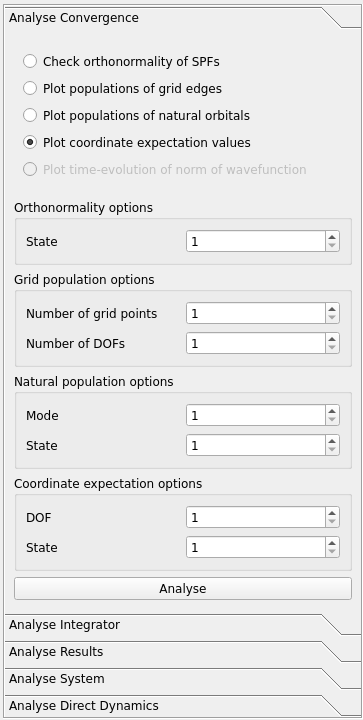 Analyse Convergence
Check orthonormality of SPFs
Plot populations of grid edges
Plot populations of natural orbitals
Plot coordinate expectation values
Plot time-evolution of norm of wavefunction
Orthonormality options
State 1
Grid population options
Number of grid points 1
Number of DOFs 1
Natural population options
Mode 1
State 1
Coordinate expectation options
DOF 1
State 1
Analyse
Analyse Integrator
Analyse Results
Analyse System
Analyse Direct Dynamics